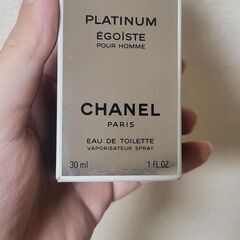 PLATINUM
ÉGOÏSTE
POUR HOMME
CHANEL
PARIS
EAU DE TOILETTE
VAPORISATEUR SPRAY
30 ml 1 FL.OZ.